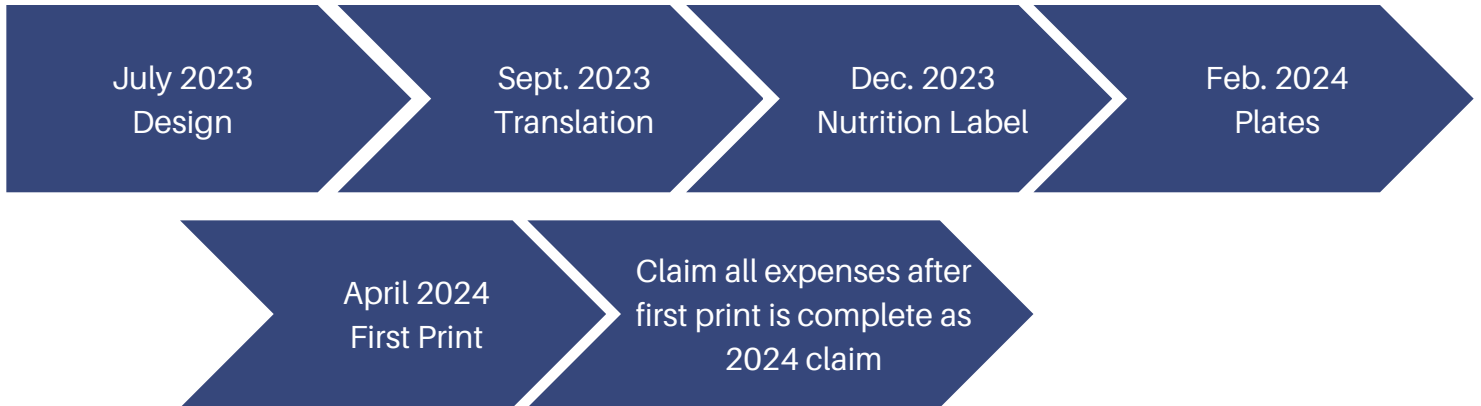 July 2023
Design
Sept. 2023
Translation
Dec. 2023
Nutrition Label
Feb. 2024
Plates
April 2024
First Print
Claim all expenses after
first print is complete as
2024 claim